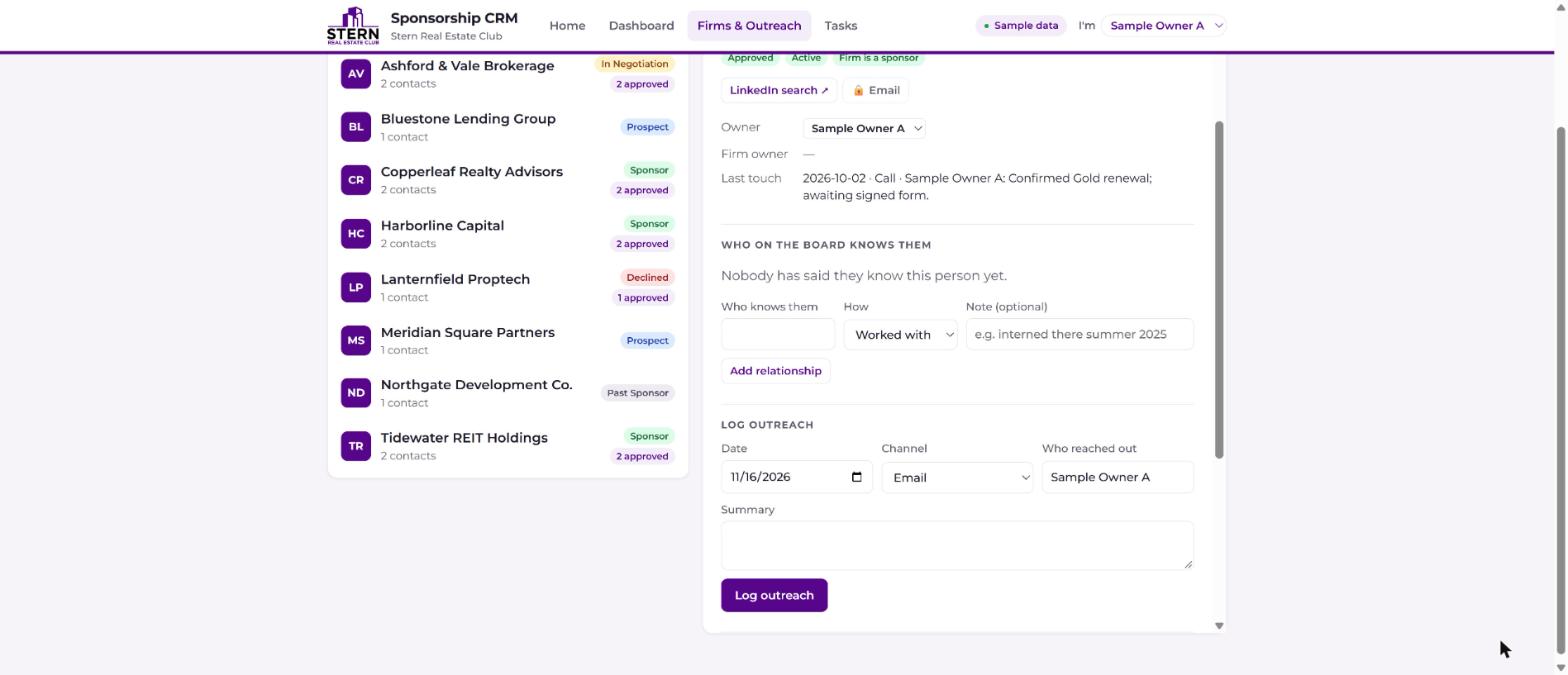 STERN
REAL ESTATE CLUB
Sponsorship CRM
Stern Real Estate Club
Home
Dashboard
Firms & Outreach
Tasks
Sample data
I'm
Sample Owner A
AV
Ashford & Vale Brokerage
2 contacts
In Negotiation
2 approved
BL
Bluestone Lending Group
1 contact
Prospect
CR
Copperleaf Realty Advisors
2 contacts
Sponsor
2 approved
HC
Harborline Capital
2 contacts
Sponsor
2 approved
LP
Lanternfield Proptech
1 contact
Declined
1 approved
MS
Meridian Square Partners
1 contact
Prospect
ND
Northgate Development Co.
1 contact
Past Sponsor
TR
Tidewater REIT Holdings
2 contacts
Sponsor
2 approved
Approved
Active
Firm is a sponsor
LinkedIn search ↗
🔒 Email
Owner
Sample Owner A
Firm owner
—
Last touch
2026-10-02 · Call · Sample Owner A: Confirmed Gold renewal;
awaiting signed form.
WHO ON THE BOARD KNOWS THEM
Nobody has said they know this person yet.
Who knows them
How
Note (optional)
Worked with
e.g. interned there summer 2025
Add relationship
LOG OUTREACH
Date
Channel
Who reached out
11/16/2026
Email
Sample Owner A
Summary
Log outreach